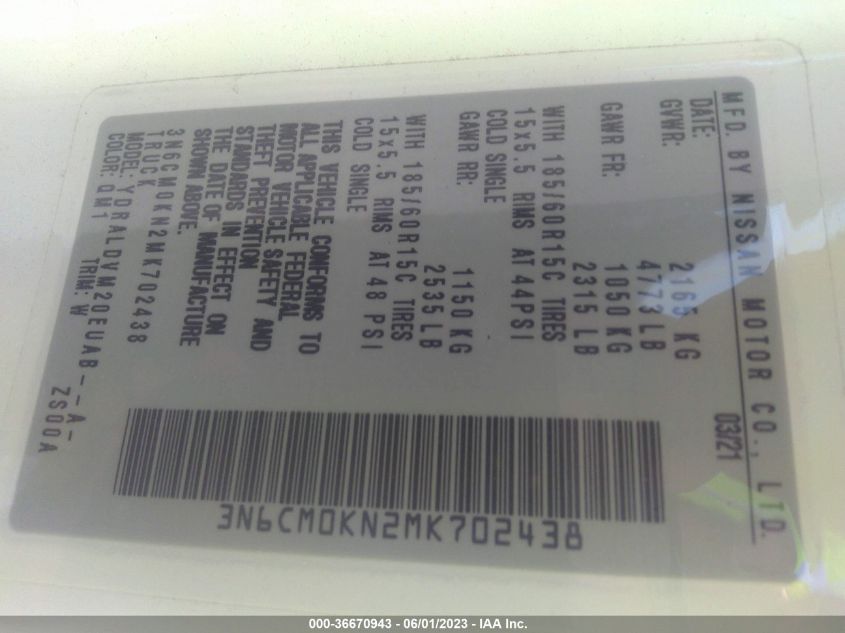 MFD. BY NISSAN MOTOR CO., LTD.
DATE: 03/21
GVWR: 2165 KG
4773 LB
GAWR FR: 1050 KG
2315 LB
WITH 185/60R15C TIRES
15x5.5 RIMS AT 44PSI
COLD SINGLE
GAWR RR: 1150 KG
2535 LB
WITH 185/60R15C TIRES
15x5.5 RIMS AT 48 PSI
COLD SINGLE
THIS VEHICLE CONFORMS TO
ALL APPLICABLE FEDERAL
MOTOR VEHICLE SAFETY AND
THEFT PREVENTION
STANDARDS IN EFFECT ON
THE DATE OF MANUFACTURE
SHOWN ABOVE.
3N6CM0KN2MK702438
TRUCK
MODEL: YDRALDVM20EUAB--A-
COLOR: QM1 TRIM: W ZS00A
3N6CM0KN2MK702438
000-36670943 - 06/01/2023 - IAA Inc.